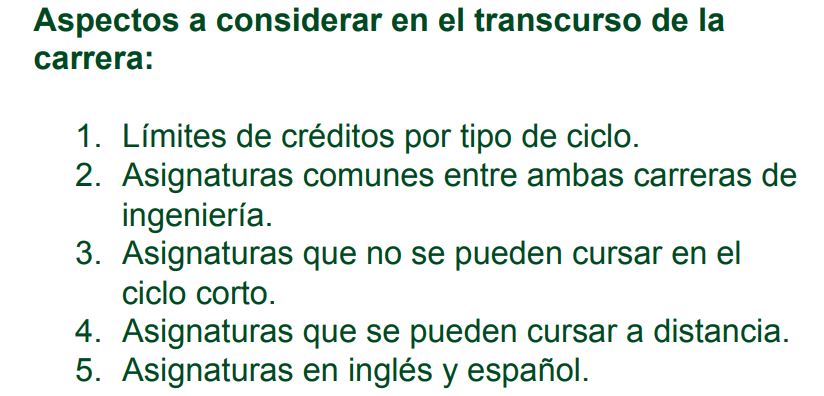 Aspectos a considerar en el transcurso de la
carrera:
1. Límites de créditos por tipo de ciclo.
2. Asignaturas comunes entre ambas carreras de
ingeniería.
3. Asignaturas que no se pueden cursar en el
ciclo corto.
4. Asignaturas que se pueden cursar a distancia.
5. Asignaturas en inglés y español.